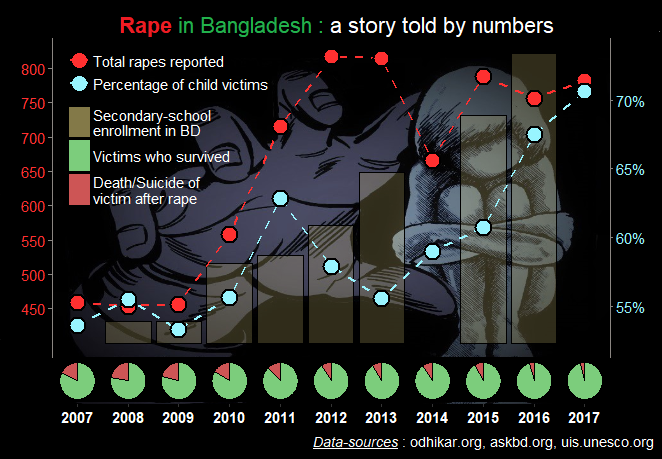 Rape in Bangladesh : a story told by numbers
Total rapes reported
Percentage of child victims
Secondary-school
enrollment in BD
Victims who survived
Death/Suicide of
victim after rape
800
750
700
650
600
550
500
450
70%
65%
60%
55%
2007 2008 2009 2010 2011 2012 2013 2014 2015 2016 2017
Data-sources : odhikar.org, askbd.org, uis.unesco.org